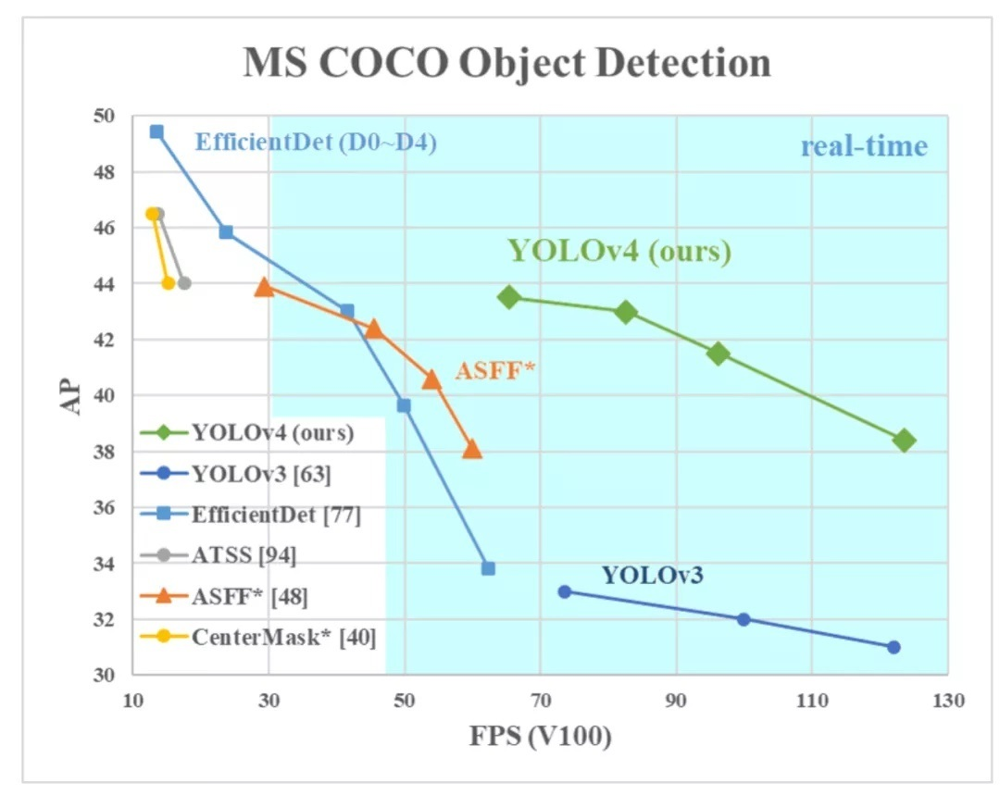 MS COCO Object Detection
50
48
46
44
42
40
38
36
34
32
30
AP
EfficientDet (D0~D4)
real-time
YOLOv4 (ours)
ASFF*
YOLOv3
YOLOv4 (ours)
YOLOv3 [63]
EfficientDet [77]
ATSS [94]
ASFF* [48]
CenterMask* [40]
10 30 50 70 90 110 130
FPS (V100)